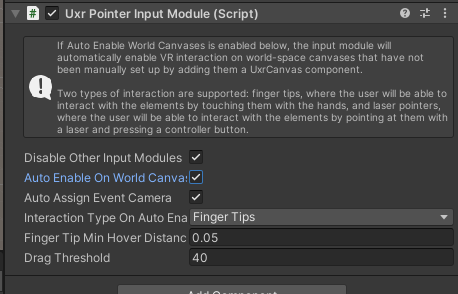 Uxr Pointer Input Module (Script)
If Auto Enable World Canvases is enabled below, the input module will
automatically enable VR interaction on world-space canvases that have not
been manually set up by adding them a UxrCanvas component.
Two types of interaction are supported: finger tips, where the user will be able to
interact with the elements by touching them with the hands, and laser pointers,
where the user will be able to interact with the elements by pointing at them with
a laser and pressing a controller button.
Disable Other Input Modules
Auto Enable On World Canvas
Auto Assign Event Camera
Interaction Type On Auto Ena Finger Tips
Finger Tip Min Hover Distanc 0.05
Drag Threshold 40
Add Component